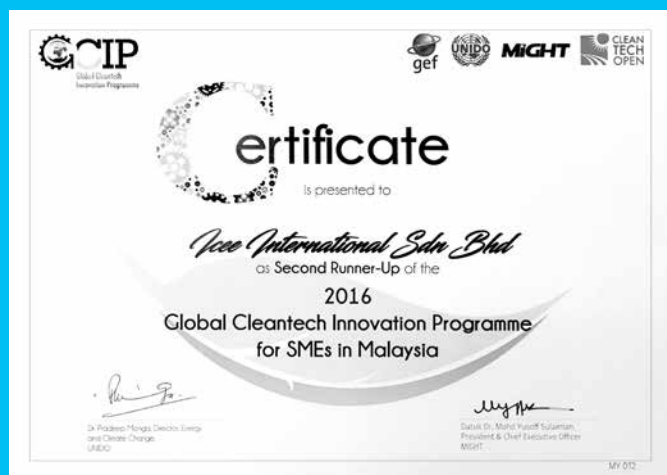 GCIP
Global Cleantech
Innovation Programme
gef
UNIDO
MiGHT
CLEAN
TECH
OPEN
Certificate
is presented to
Icee International Sdn Bhd
as Second Runner-Up of the
2016
Global Cleantech Innovation Programme
for SMEs in Malaysia
Dr Pradeep Monga, Director, Energy
and Climate Change,
UNIDO
Datuk Dr. Mohd Yusoff Sulaiman,
President & Chief Executive Officer
MIGHT
MY 012